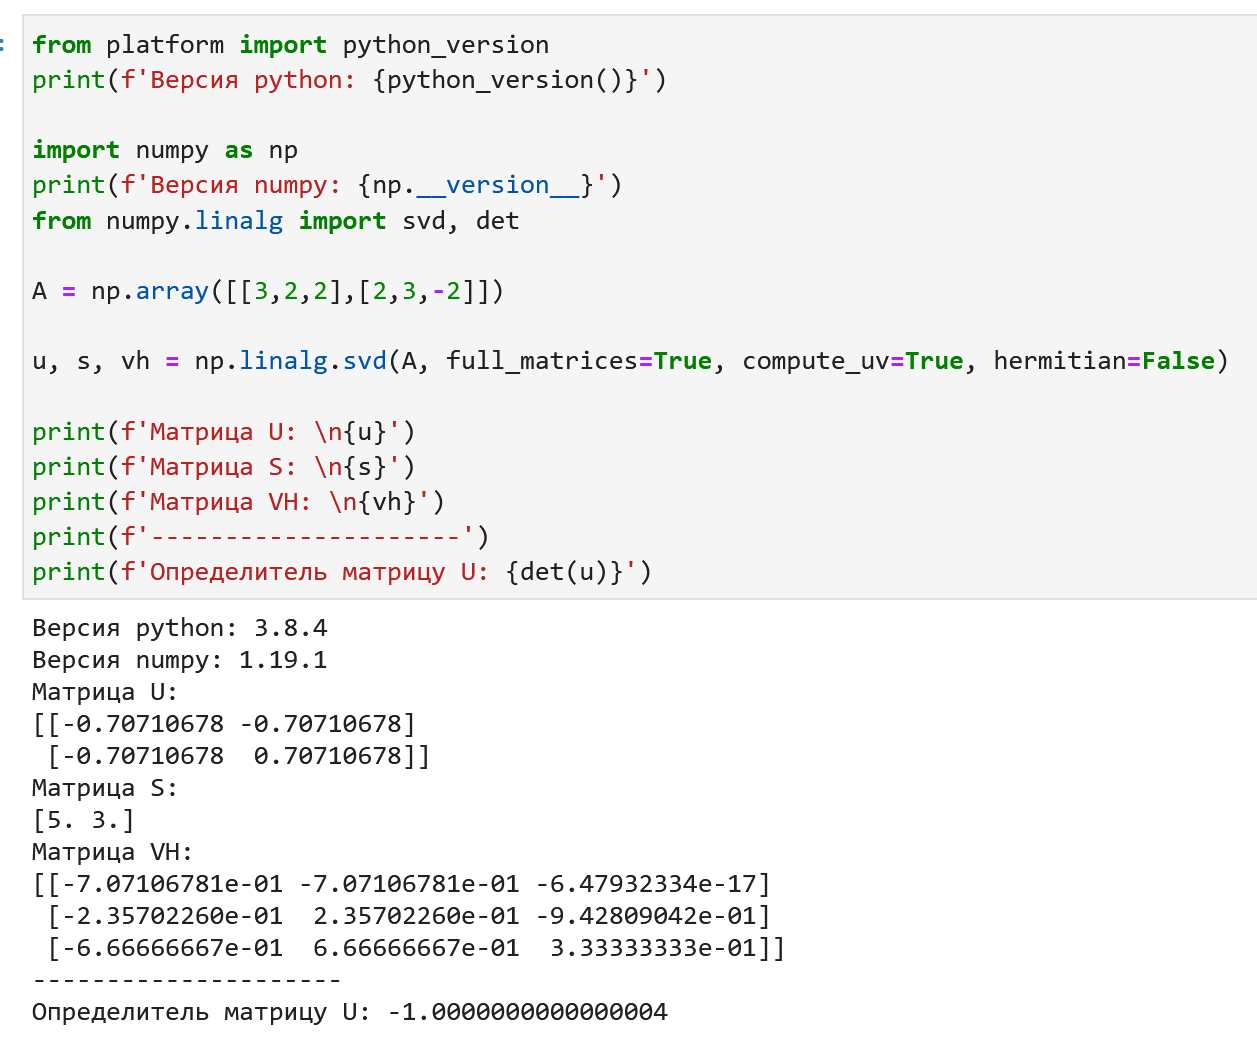 from platform import python_version
print(f'Версия python: {python_version()}')
import numpy as np
print(f'Версия numpy: {np.__version__}')
from numpy.linalg import svd, det
A = np.array([[3,2,2],[2,3,-2]])
u, s, vh = np.linalg.svd(A, full_matrices=True, compute_uv=True, hermitian=False)
print(f'Матрица U: \n{u}')
print(f'Матрица S: \n{s}')
print(f'Матрица VH: \n{vh}')
print(f'---------------------')
print(f'Определитель матрицу U: {det(u)}')
Версия python: 3.8.4
Версия numpy: 1.19.1
Матрица U:
[[-0.70710678 -0.70710678]
 [-0.70710678  0.70710678]]
Матрица S:
[5. 3.]
Матрица VH:
[[-7.07106781e-01 -7.07106781e-01 -6.47932334e-17]
 [-2.35702260e-01  2.35702260e-01 -9.42809042e-01]
 [-6.66666667e-01  6.66666667e-01  3.33333333e-01]]
---------------------
Определитель матрицу U: -1.0000000000000004